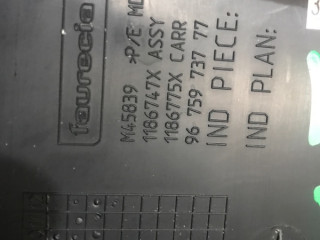 faurecia
M45839 >P/E MD
1186747X ASSY
1186775X CARR
96 759 737 77
IND PIECE:
IND PLAN: